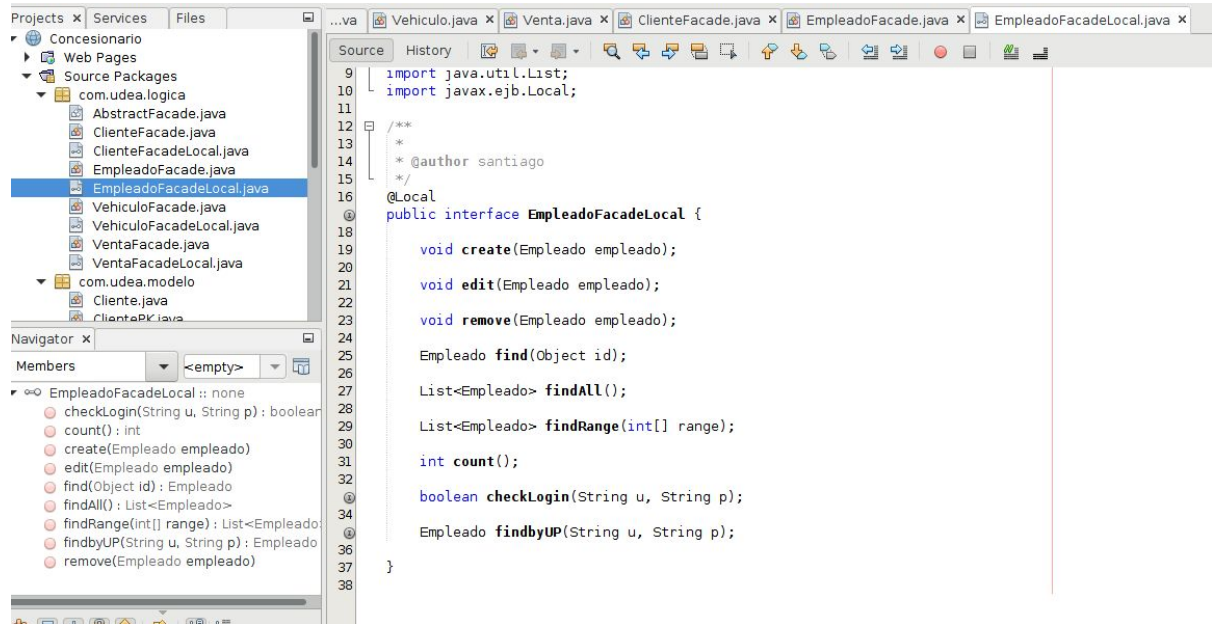 Projects × Services Files
Concesionario
Web Pages
Source Packages
com.udea.logica
AbstractFacade.java
ClienteFacade.java
ClienteFacadeLocal.java
EmpleadoFacade.java
EmpleadoFacadeLocal.java
VehiculoFacade.java
VehiculoFacadeLocal.java
VentaFacade.java
VentaFacadeLocal.java
com.udea.modelo
Cliente.java
ClientePK.java
Navigator ×
Members <empty>
EmpleadoFacadeLocal :: none
checkLogin(String u, String p) : boolean
count() : int
create(Empleado empleado)
edit(Empleado empleado)
find(Object id) : Empleado
findAll() : List<Empleado>
findRange(int[] range) : List<Empleado>
findbyUP(String u, String p) : Empleado
remove(Empleado empleado)
...va Vehiculo.java × Venta.java × ClienteFacade.java × EmpleadoFacade.java × EmpleadoFacadeLocal.java ×
Source History
9 import java.util.List;
10 import javax.ejb.Local;
11
12 /**
13 *
14 * @author santiago
15 */
16 @Local
public interface EmpleadoFacadeLocal {
18
19 void create(Empleado empleado);
20
21 void edit(Empleado empleado);
22
23 void remove(Empleado empleado);
24
25 Empleado find(Object id);
26
27 List<Empleado> findAll();
28
29 List<Empleado> findRange(int[] range);
30
31 int count();
32
boolean checkLogin(String u, String p);
34
Empleado findbyUP(String u, String p);
36
37 }
38